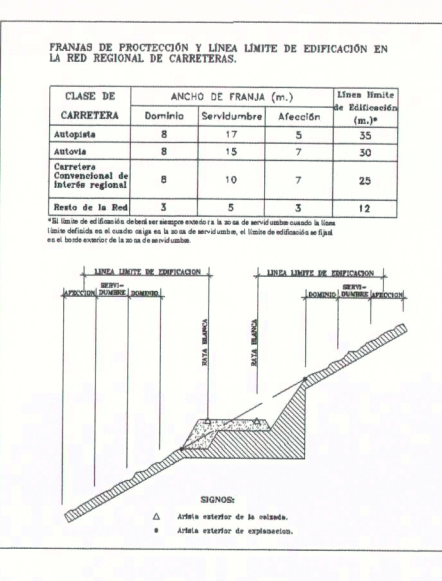 FRANJAS DE PROCTECCIÓN Y LÍNEA LÍMITE DE EDIFICACIÓN EN
LA RED REGIONAL DE CARRETERAS.
CLASE DE CARRETERA ANCHO DE FRANJA (m.) Línea límite de Edificación (m.)*
Dominio Servidumbre Afección
Autopista 8 17 5 35
Autovía 8 15 7 30
Carretera
Convencional de
interés regional 8 10 7 25
Resto de la Red 3 5 3 12
*El límite de edificación deberá ser siempre exterior a la zona de servidumbre cuando la línea
límite definida en el cuadro caiga en la zona de servidumbre, el límite de edificación se fijará
en el borde exterior de la zona de servidumbre.
LINEA LIMITE DE EDIFICACION LINEA LIMITE DE EDIFICACION
AFECCION SERVI-DUMBRE DOMINIO DOMINIO SERVI-DUMBRE AFECCION
RAYA BLANCA RAYA BLANCA
SIGNOS:
△ Arista exterior de la calzada.
● Arista exterior de explanacion.